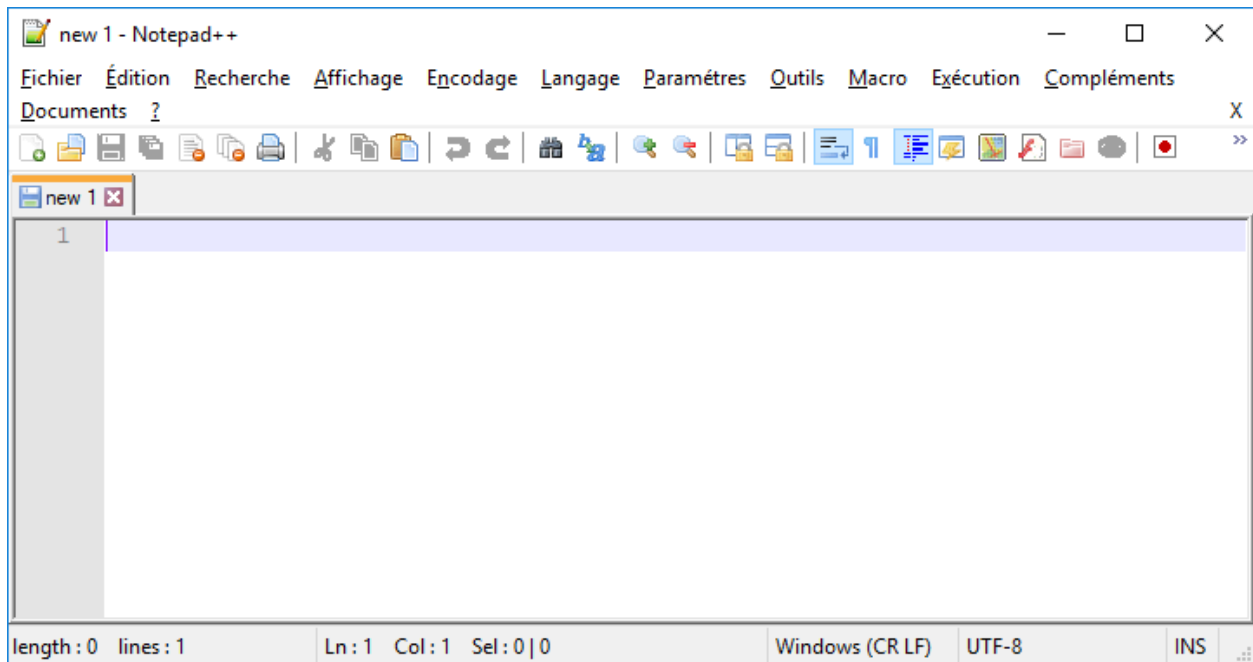 new 1 - Notepad++
Fichier Édition Recherche Affichage Encodage Langage Paramétres Outils Macro Exécution Compléments
Documents ? X
new 1
1
length : 0 lines : 1 Ln : 1 Col : 1 Sel : 0 | 0 Windows (CR LF) UTF-8 INS